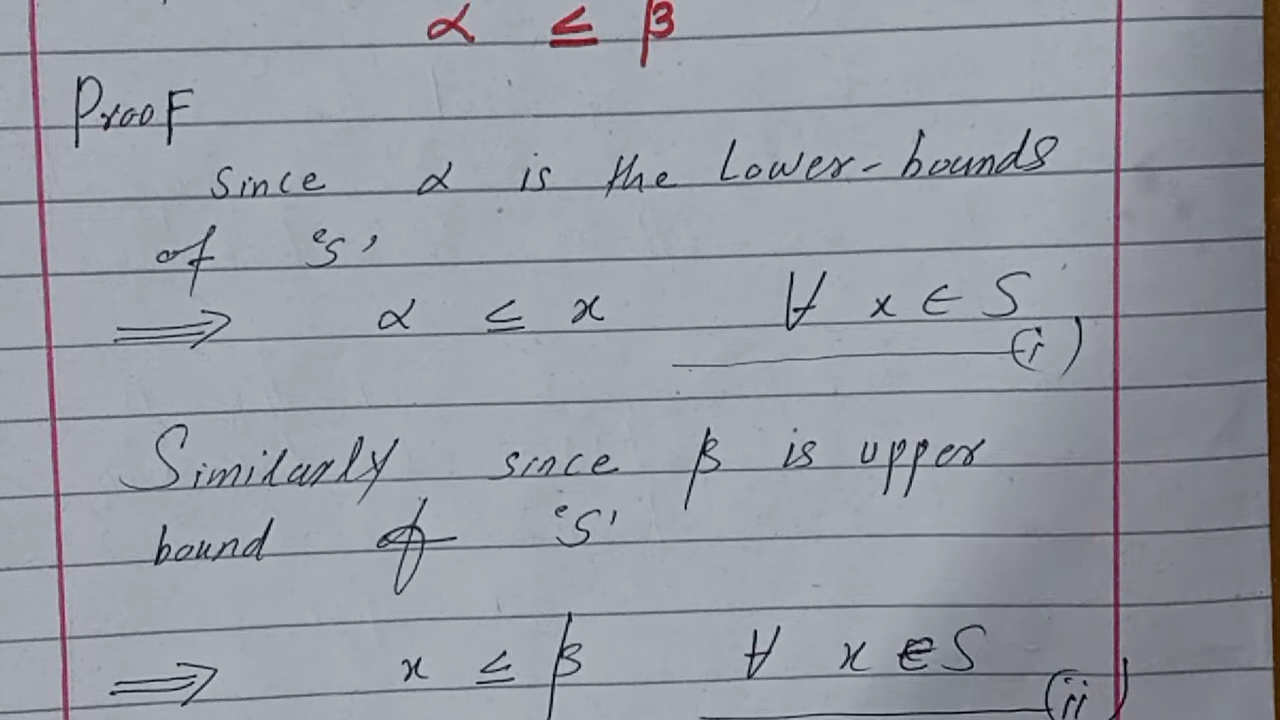 α ≤ β
Proof
Since α is the Lower-bounds
of 'S'
⟹ α ≤ x ∀ x ∈ S
(i)
Similarly since β is upper
bound of 'S'
⟹ x ≤ β ∀ x ∈ S
(ii)